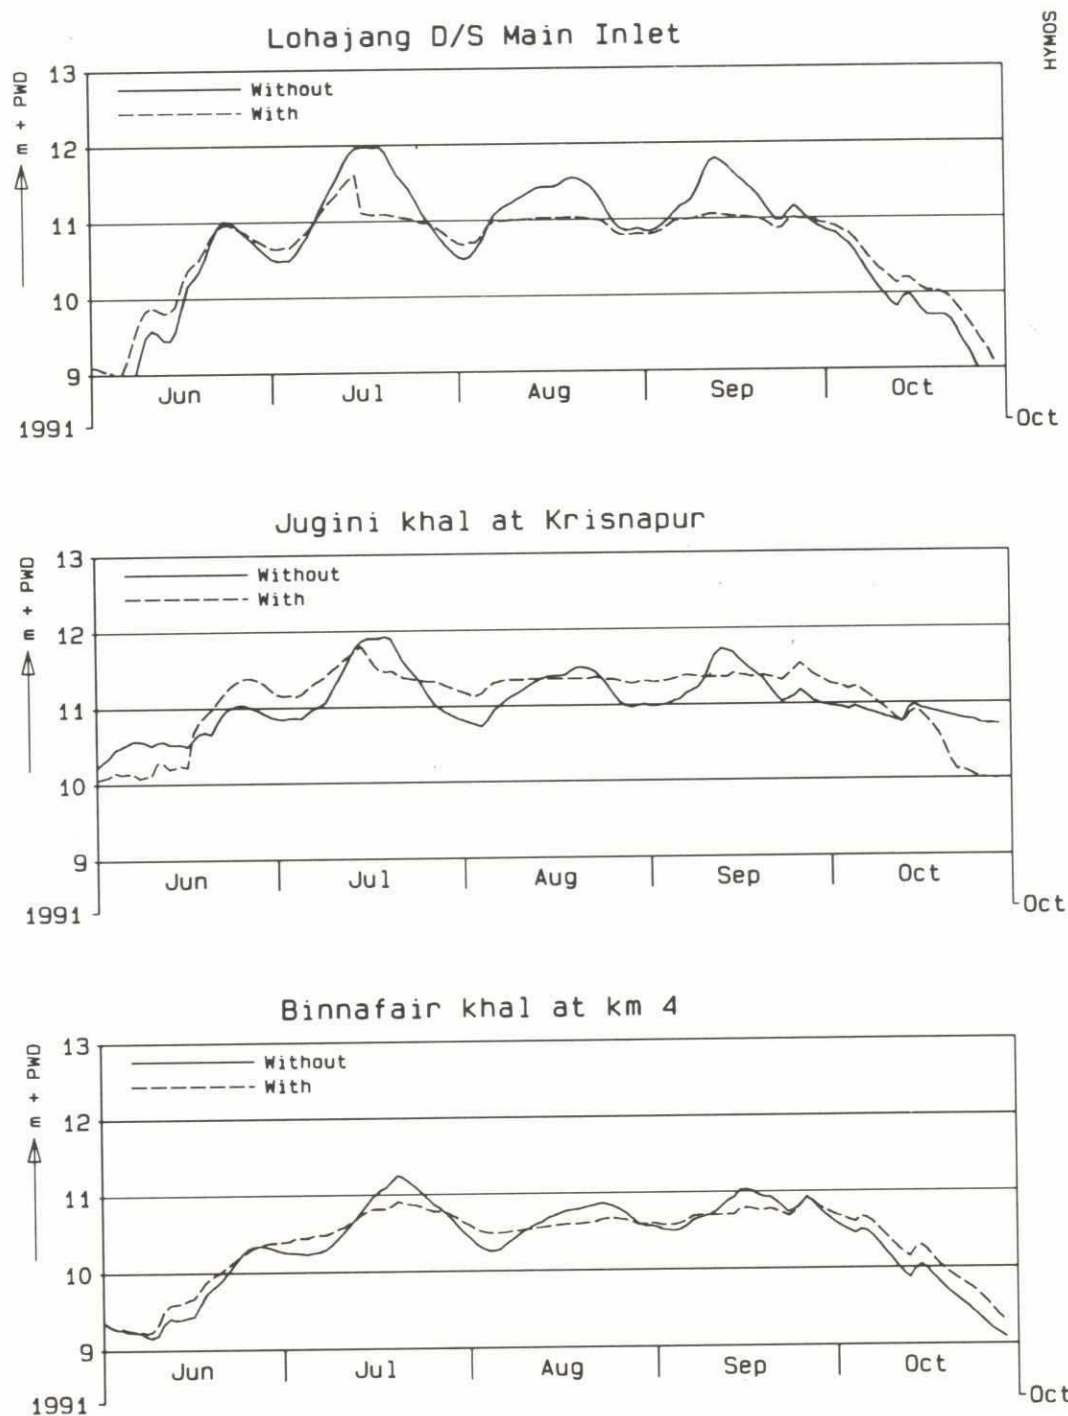 HYMOS
Lohajang D/S Main Inlet
m + PWD
13
12
11
10
9
Without
With
Jun
Jul
Aug
Sep
Oct
1991
Oct
Jugini khal at Krisnapur
m + PWD
13
12
11
10
9
Without
With
Jun
Jul
Aug
Sep
Oct
1991
Oct
Binnafair khal at km 4
m + PWD
13
12
11
10
9
Without
With
Jun
Jul
Aug
Sep
Oct
1991
Oct